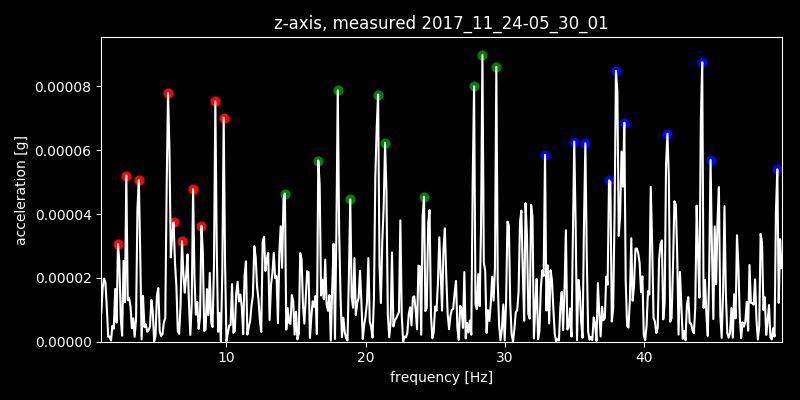 z-axis, measured 2017_11_24-05_30_01
0.00008
0.00006
0.00004
0.00002
0.00000
acceleration [g]
10 20 30 40
frequency [Hz]